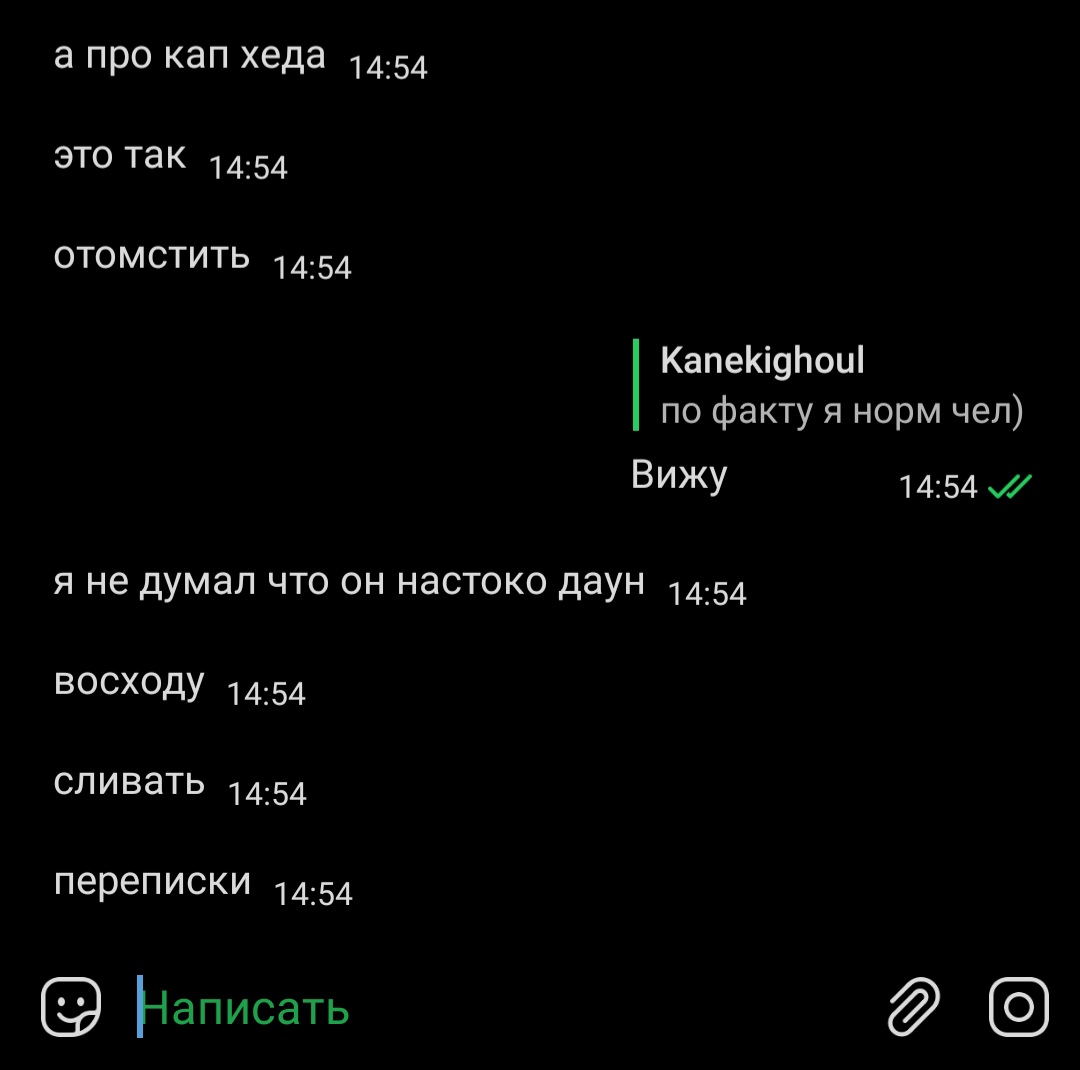 а про кап хеда 14:54
это так 14:54
отомстить 14:54
Kanekighoul
по факту я норм чел)
Вижу 14:54
я не думал что он настоко даун 14:54
восходу 14:54
сливать 14:54
переписки 14:54
Написать